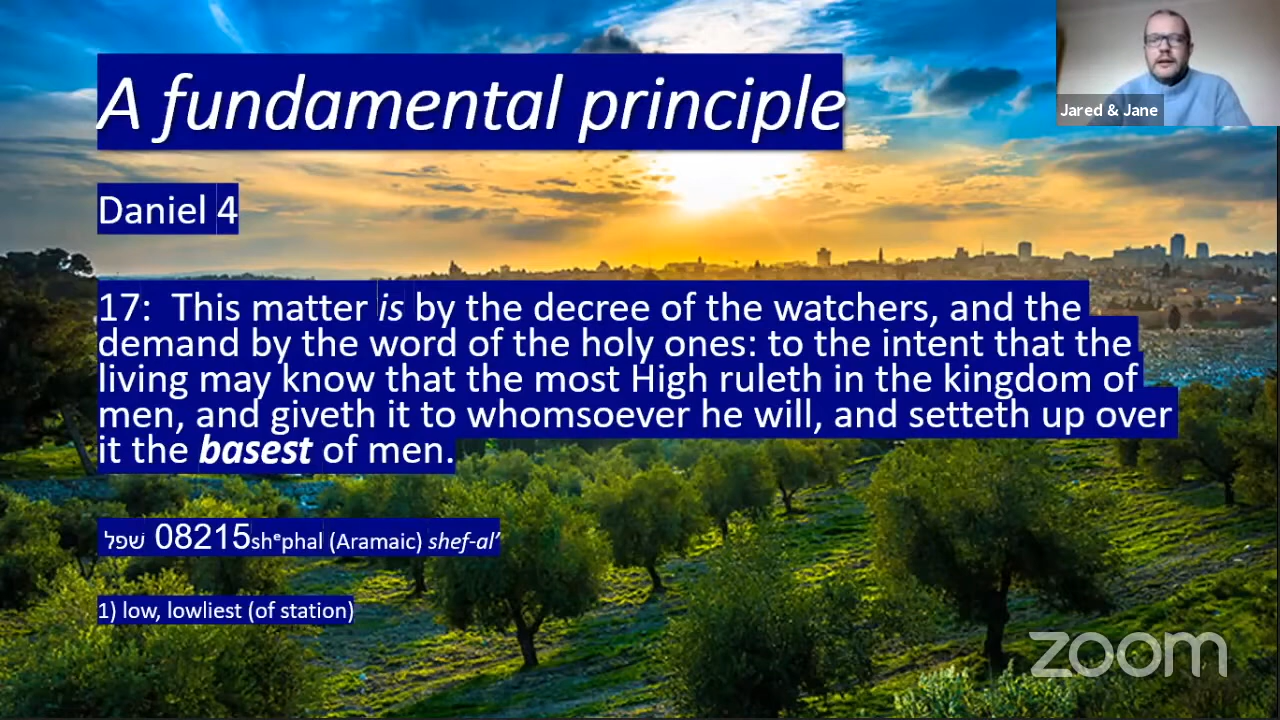 A fundamental principle
Jared & Jane
Daniel 4
17:  This matter is by the decree of the watchers, and the
demand by the word of the holy ones: to the intent that the
living may know that the most High ruleth in the kingdom of
men, and giveth it to whomsoever he will, and setteth up over
it the basest of men.
שׁפל 08215 shᵉphal (Aramaic) shef-al’
1) low, lowliest (of station)
zoom